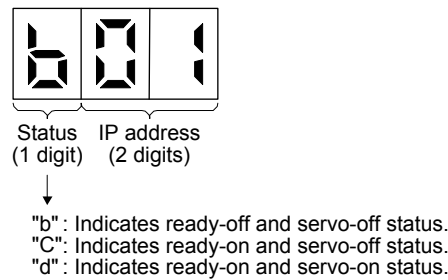 b01
Status IP address
(1 digit) (2 digits)
"b" : Indicates ready-off and servo-off status.
"C": Indicates ready-on and servo-off status.
"d" : Indicates ready-on and servo-on status.